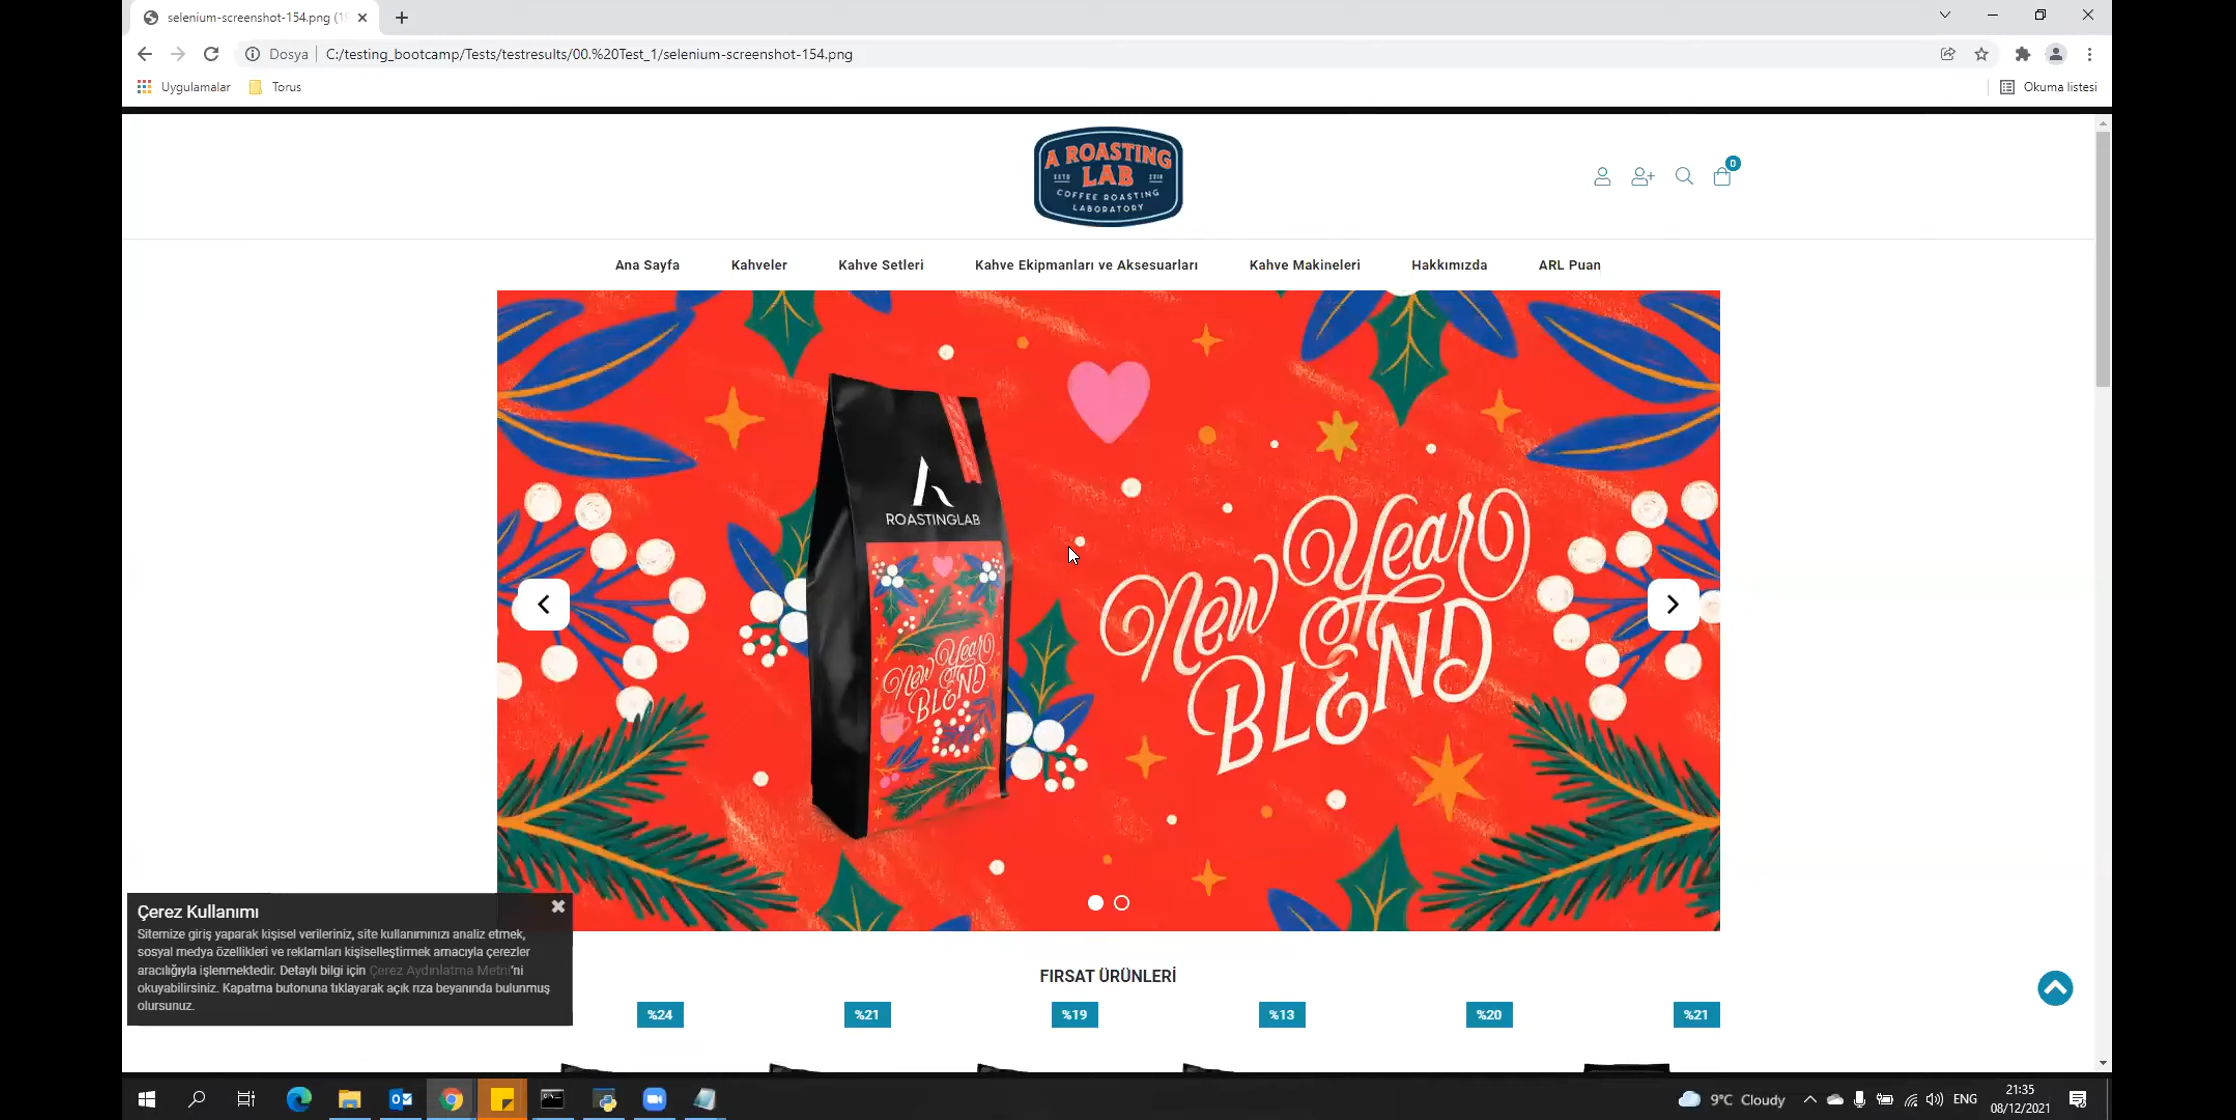 selenium-screenshot-154.png (19
Dosya
C:/testing_bootcamp/Tests/testresults/00.%20Test_1/selenium-screenshot-154.png
Uygulamalar
Torus
Okuma listesi
A ROASTING
LAB
ESTD 2018
COFFEE ROASTING
LABORATORY
0
Ana Sayfa
Kahveler
Kahve Setleri
Kahve Ekipmanları ve Aksesuarları
Kahve Makineleri
Hakkımızda
ARL Puan
ROASTINGLAB
New Year
BLEND
New Year
BLEND
Çerez Kullanımı
Sitemize giriş yaparak kişisel verileriniz, site kullanımınızı analiz etmek,
sosyal medya özellikleri ve reklamları kişiselleştirmek amacıyla çerezler
aracılığıyla işlenmektedir. Detaylı bilgi için Çerez Aydınlatma Metni'ni
okuyabilirsiniz. Kapatma butonuna tıklayarak açık rıza beyanında bulunmuş
olursunuz.
FIRSAT ÜRÜNLERİ
%24
%21
%19
%13
%20
%21
9°C Cloudy
ENG
21:35
08/12/2021